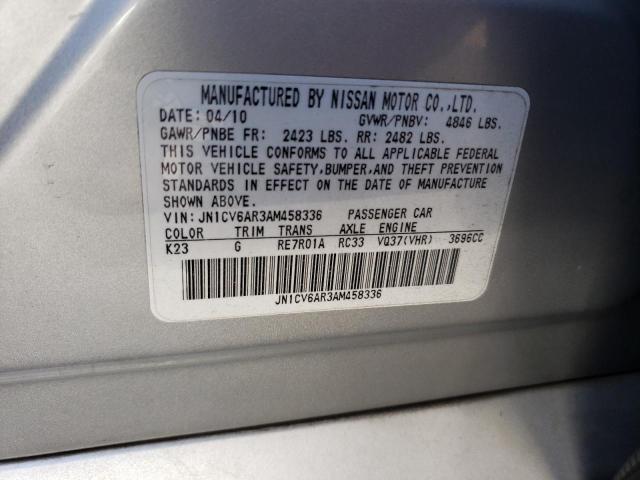 MANUFACTURED BY NISSAN MOTOR CO.,LTD.
DATE: 04/10 GVWR/PNBV: 4846 LBS.
GAWR/PNBE FR: 2423 LBS. RR: 2482 LBS.
THIS VEHICLE CONFORMS TO ALL APPLICABLE FEDERAL
MOTOR VEHICLE SAFETY,BUMPER,AND THEFT PREVENTION
STANDARDS IN EFFECT ON THE DATE OF MANUFACTURE
SHOWN ABOVE.
VIN: JN1CV6AR3AM458336 PASSENGER CAR
COLOR TRIM TRANS AXLE ENGINE
K23 G RE7R01A RC33 VQ37(VHR) 3696CC
JN1CV6AR3AM458336